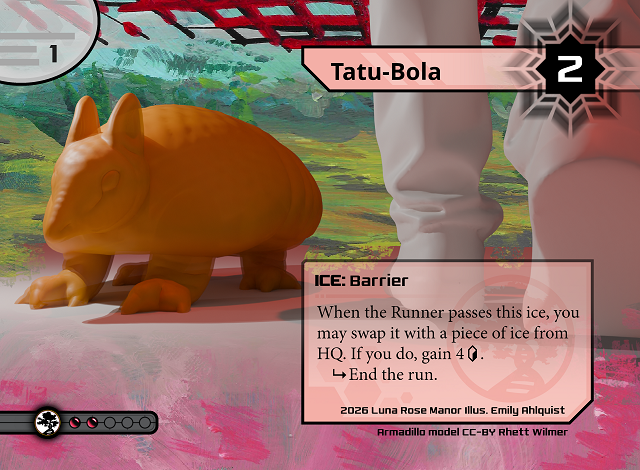 1
Tatu-Bola
2
ICE: Barrier
When the Runner passes this ice, you
may swap it with a piece of ice from
HQ. If you do, gain 4.
End the run.
2026 Luna Rose Manor Illus. Emily Ahlquist
Armadillo model CC-BY Rhett Wilmer